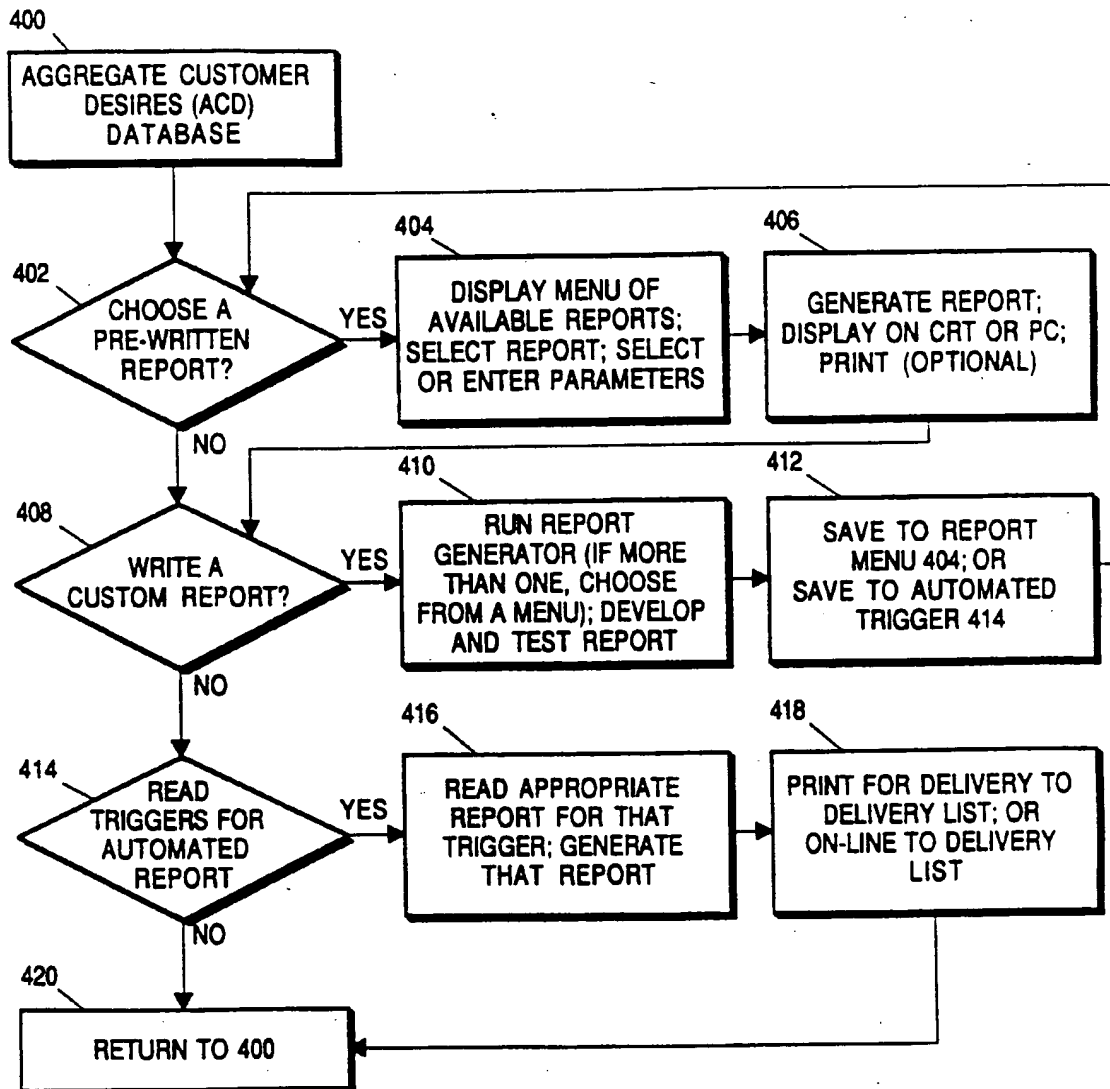 400
AGGREGATE CUSTOMER
DESIRES (ACD)
DATABASE
402
CHOOSE A
PRE-WRITTEN
REPORT?
YES
NO
404
DISPLAY MENU OF
AVAILABLE REPORTS;
SELECT REPORT; SELECT
OR ENTER PARAMETERS
406
GENERATE REPORT;
DISPLAY ON CRT OR PC;
PRINT (OPTIONAL)
408
WRITE A
CUSTOM REPORT?
YES
NO
410
RUN REPORT
GENERATOR (IF MORE
THAN ONE, CHOOSE
FROM A MENU); DEVELOP
AND TEST REPORT
412
SAVE TO REPORT
MENU 404; OR
SAVE TO AUTOMATED
TRIGGER 414
414
READ
TRIGGERS FOR
AUTOMATED
REPORT
YES
NO
416
READ APPROPRIATE
REPORT FOR THAT
TRIGGER; GENERATE
THAT REPORT
418
PRINT FOR DELIVERY TO
DELIVERY LIST; OR
ON-LINE TO DELIVERY
LIST
420
RETURN TO 400